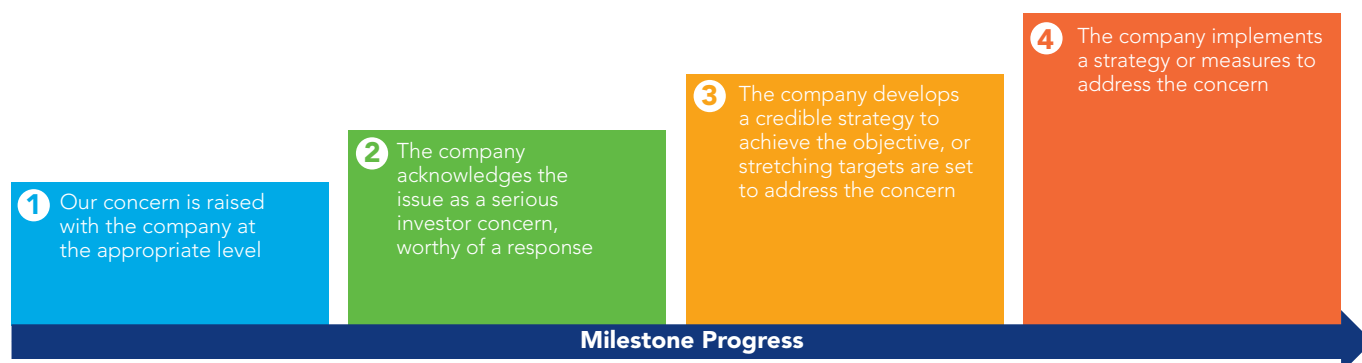 1 Our concern is raised
with the company at
the appropriate level
2 The company
acknowledges the
issue as a serious
investor concern,
worthy of a response
3 The company develops
a credible strategy to
achieve the objective, or
stretching targets are set
to address the concern
4 The company implements
a strategy or measures to
address the concern
Milestone Progress